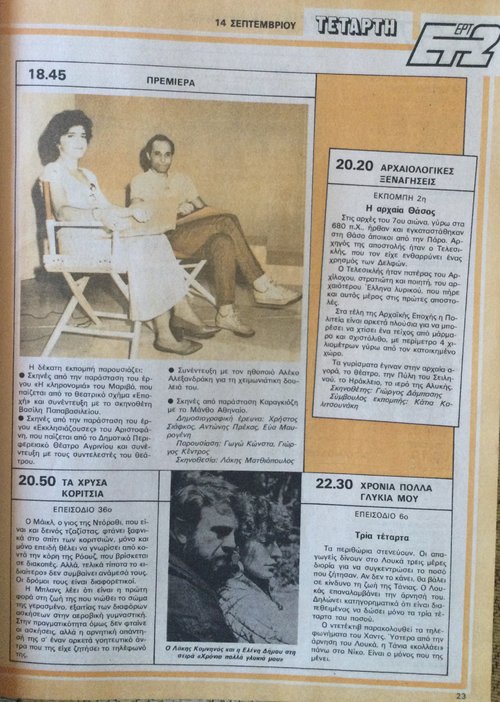 14 ΣΕΠΤΕΜΒΡΙΟΥ
ΤΕΤΑΡΤΗ
ΕΡΤ
2
18.45
ΠΡΕΜΙΕΡΑ
Η δέκατη εκπομπή παρουσιάζει:
● Σκηνές από την παράσταση του έρ-
γου «Η κληρονομιά» του Μαριβώ, που
παίζεται από το θεατρικό σχήμα «Επο-
χή» και συνέντευξη με το σκηνοθέτη
Βασίλη Παπαβασιλείου.
● Σκηνές από την παράσταση του έρ-
γου «Εκκλησιάζουσες» του Αριστοφά-
νη, που παίζεται από το Δημοτικό Περι-
φερειακό Θέατρο Αγρινίου και συνέ-
ντευξη με τους συντελεστές του θεά-
τρου.
● Συνέντευξη με τον ηθοποιό Αλέκο
Αλεξανδράκη για τη χειμωνιάτικη δου-
λειά του.
● Σκηνές από παράσταση Καραγκιόζη
με το Μάνθο Αθηναίο.
Δημοσιογραφική έρευνα: Χρήστος
Σιάφκος, Αντώνης Πρέκας, Εύα Μαυ-
ρογένη
Παρουσίαση: Γωγώ Κώνστα, Γιώρ-
γος Κέντρος
Σκηνοθεσία: Λάκης Ματθιόπουλος
20.20 ΑΡΧΑΙΟΛΟΓΙΚΕΣ
ΞΕΝΑΓΗΣΕΙΣ
ΕΚΠΟΜΠΗ 2η
Η αρχαία Θάσος
Στις αρχές του 7ου αιώνα, γύρω στα
680 π.Χ., ήρθαν και εγκαταστάθηκαν
στη Θάσο άποικοι από την Πάρο. Αρ-
χηγός της αποστολής ήταν ο Τελεσι-
κλής, που τον είχε ενθαρρύνει ένας
χρησμός των Δελφών.
Ο Τελεσικλής ήταν πατέρας του Αρ-
χίλοχου, στρατιώτη και ποιητή, του αρ-
χαιότερου Έλληνα λυρικού, που πήρε
και αυτός μέρος στις πρώτες αποστο-
λές.
Στα τέλη της Αρχαϊκής Εποχής η Πο-
λιτεία είναι αρκετά πλούσια για να μπο-
ρέσει να χτίσει ένα τείχος από μάρμα-
ρο και σχιστόλιθο, με περίμετρο 4 χι-
λιομέτρων γύρω από τον κατοικημένο
χώρο.
Τα γυρίσματα έγιναν στην αρχαία α-
γορά, το θέατρο, την Πύλη του Σειλη-
νού, το Ηράκλειο, το ιερό της Αλυκής.
Σκηνοθέτης: Γιώργος Δάμπασης
Σύμβουλος εκπομπής: Κάτια Κα-
λιτσουνάκη
20.50 ΤΑ ΧΡΥΣΑ
ΚΟΡΙΤΣΙΑ
ΕΠΕΙΣΟΔΙΟ 36ο
Ο Μάικλ, ο γιος της Ντόροθι, που εί-
ναι και δεινός τζαζίστας, φτάνει ξαφνι-
κά στο σπίτι των κοριτσιών, μόνο και
μόνο επειδή θέλει να γνωρίσει από κο-
ντά την κόρη της Ρόουζ, που βρίσκεται
σε διακοπές. Αλλά, τελικά τίποτα το ει-
διαίτερο δεν συμβαίνει ανάμεσά τους.
Οι δρόμοι τους είναι διαφορετικοί.
Η Μπλανς λέει ότι είναι η πρώτη
φορά στη ζωή της που νιώθει το σώμα
της γερασμένο, εξαιτίας των διαφόρων
ασκήσεων στην αεροβική γυμναστική.
Στην πραγματικότητα όμως δεν φταίνε
οι ασκήσεις, αλλά η αρνητική απάντη-
σή της σ' έναν αρκετά γοητευτικό άν-
τρα που της είχε ζητήσει το τηλέφωνό
της.
Ο Λάκης Κομνηνός και η Ελένη Δήμου στη
σειρά «Χρόνια πολλά γλυκιά μου»
22.30 ΧΡΟΝΙΑ ΠΟΛΛΑ
ΓΛΥΚΙΑ ΜΟΥ
ΕΠΕΙΣΟΔΙΟ 6ο
Τρία τέταρτα
Τα περιθώρια στενεύουν. Οι απα-
γωγείς δίνουν στο Λουκά τρεις μέρες
διορία για να συγκεντρώσει το ποσό
που ζήτησαν. Αν δεν το κάνει, θα βάλει
σε κίνδυνο τη ζωή της Τάνιας. Ο Λου-
κάς επαναλαμβάνει την άρνησή του.
Δηλώνει κατηγορηματικά ότι είναι δια-
τεθειμένος να δώσει μόνο τα τρία τέ-
ταρτα του ποσού.
Ο ντετέκτιβ παρακολουθεί τα τηλε-
φωνήματα του Χανς. Ύστερα από την
άρνηση του Λουκά, η Τάνια «κολλάει»
πάνω στο Νίκο. Είναι ο μόνος που της
μένει.
23